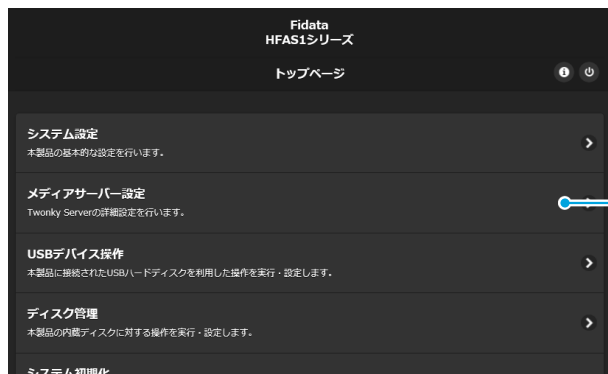 Fidata
HFAS1シリーズ
トップページ
システム設定
本製品の基本的な設定を行います。
メディアサーバー設定
Twonky Serverの詳細設定を行います。
USBデバイス操作
本製品に接続されたUSBハードディスクを利用した操作を実行・設定します。
ディスク管理
本製品の内蔵ディスクに対する操作を実行・設定します。
システム初期化